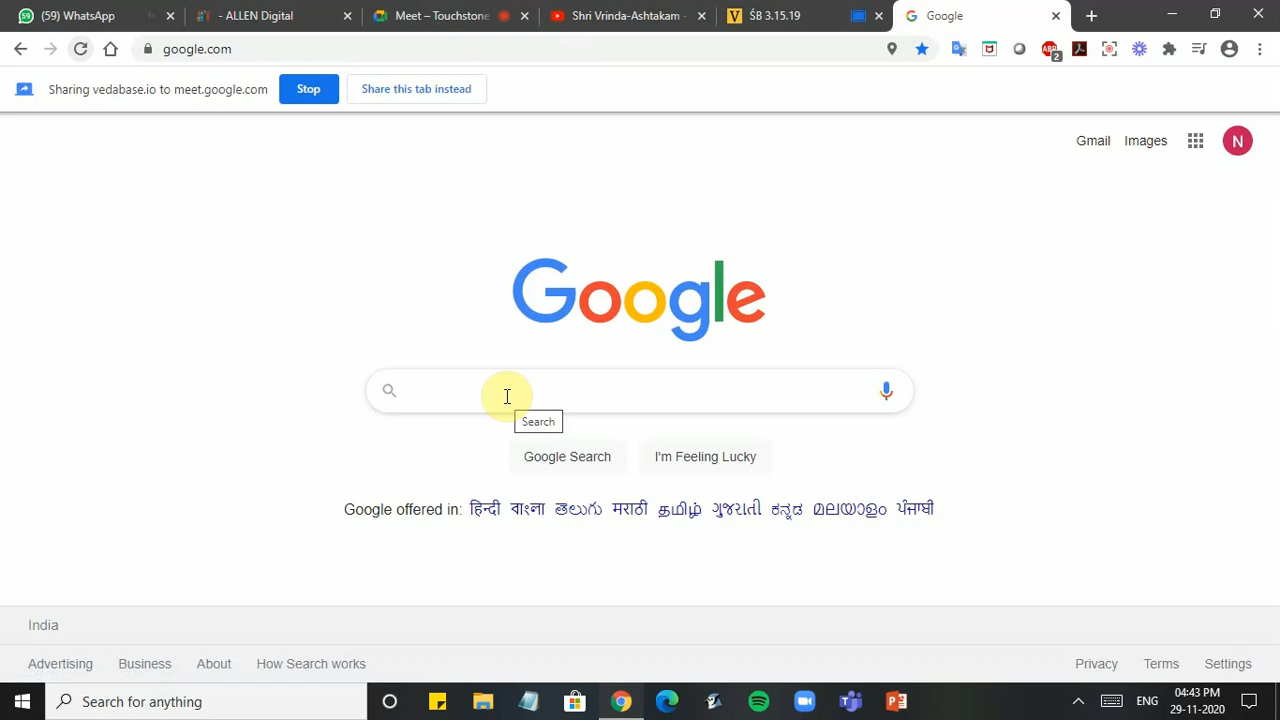 (59) WhatsApp
- ALLEN Digital
Meet – Touchstone
Shri Vrinda-Ashtakam -
ŚB 3.15.19
Google
google.com
ABP
2
Sharing vedabase.io to meet.google.com
Stop
Share this tab instead
Gmail
Images
N
Google
Search
Google Search
I'm Feeling Lucky
Google offered in: हिन्दी বাংলা తెలుగు मराठी தமிழ் ગુજરાતી ಕನ್ನಡ മലയാളം ਪੰਜਾਬੀ
India
Advertising Business About How Search works
Privacy Terms Settings
Search for anything
ENG
04:43 PM
29-11-2020